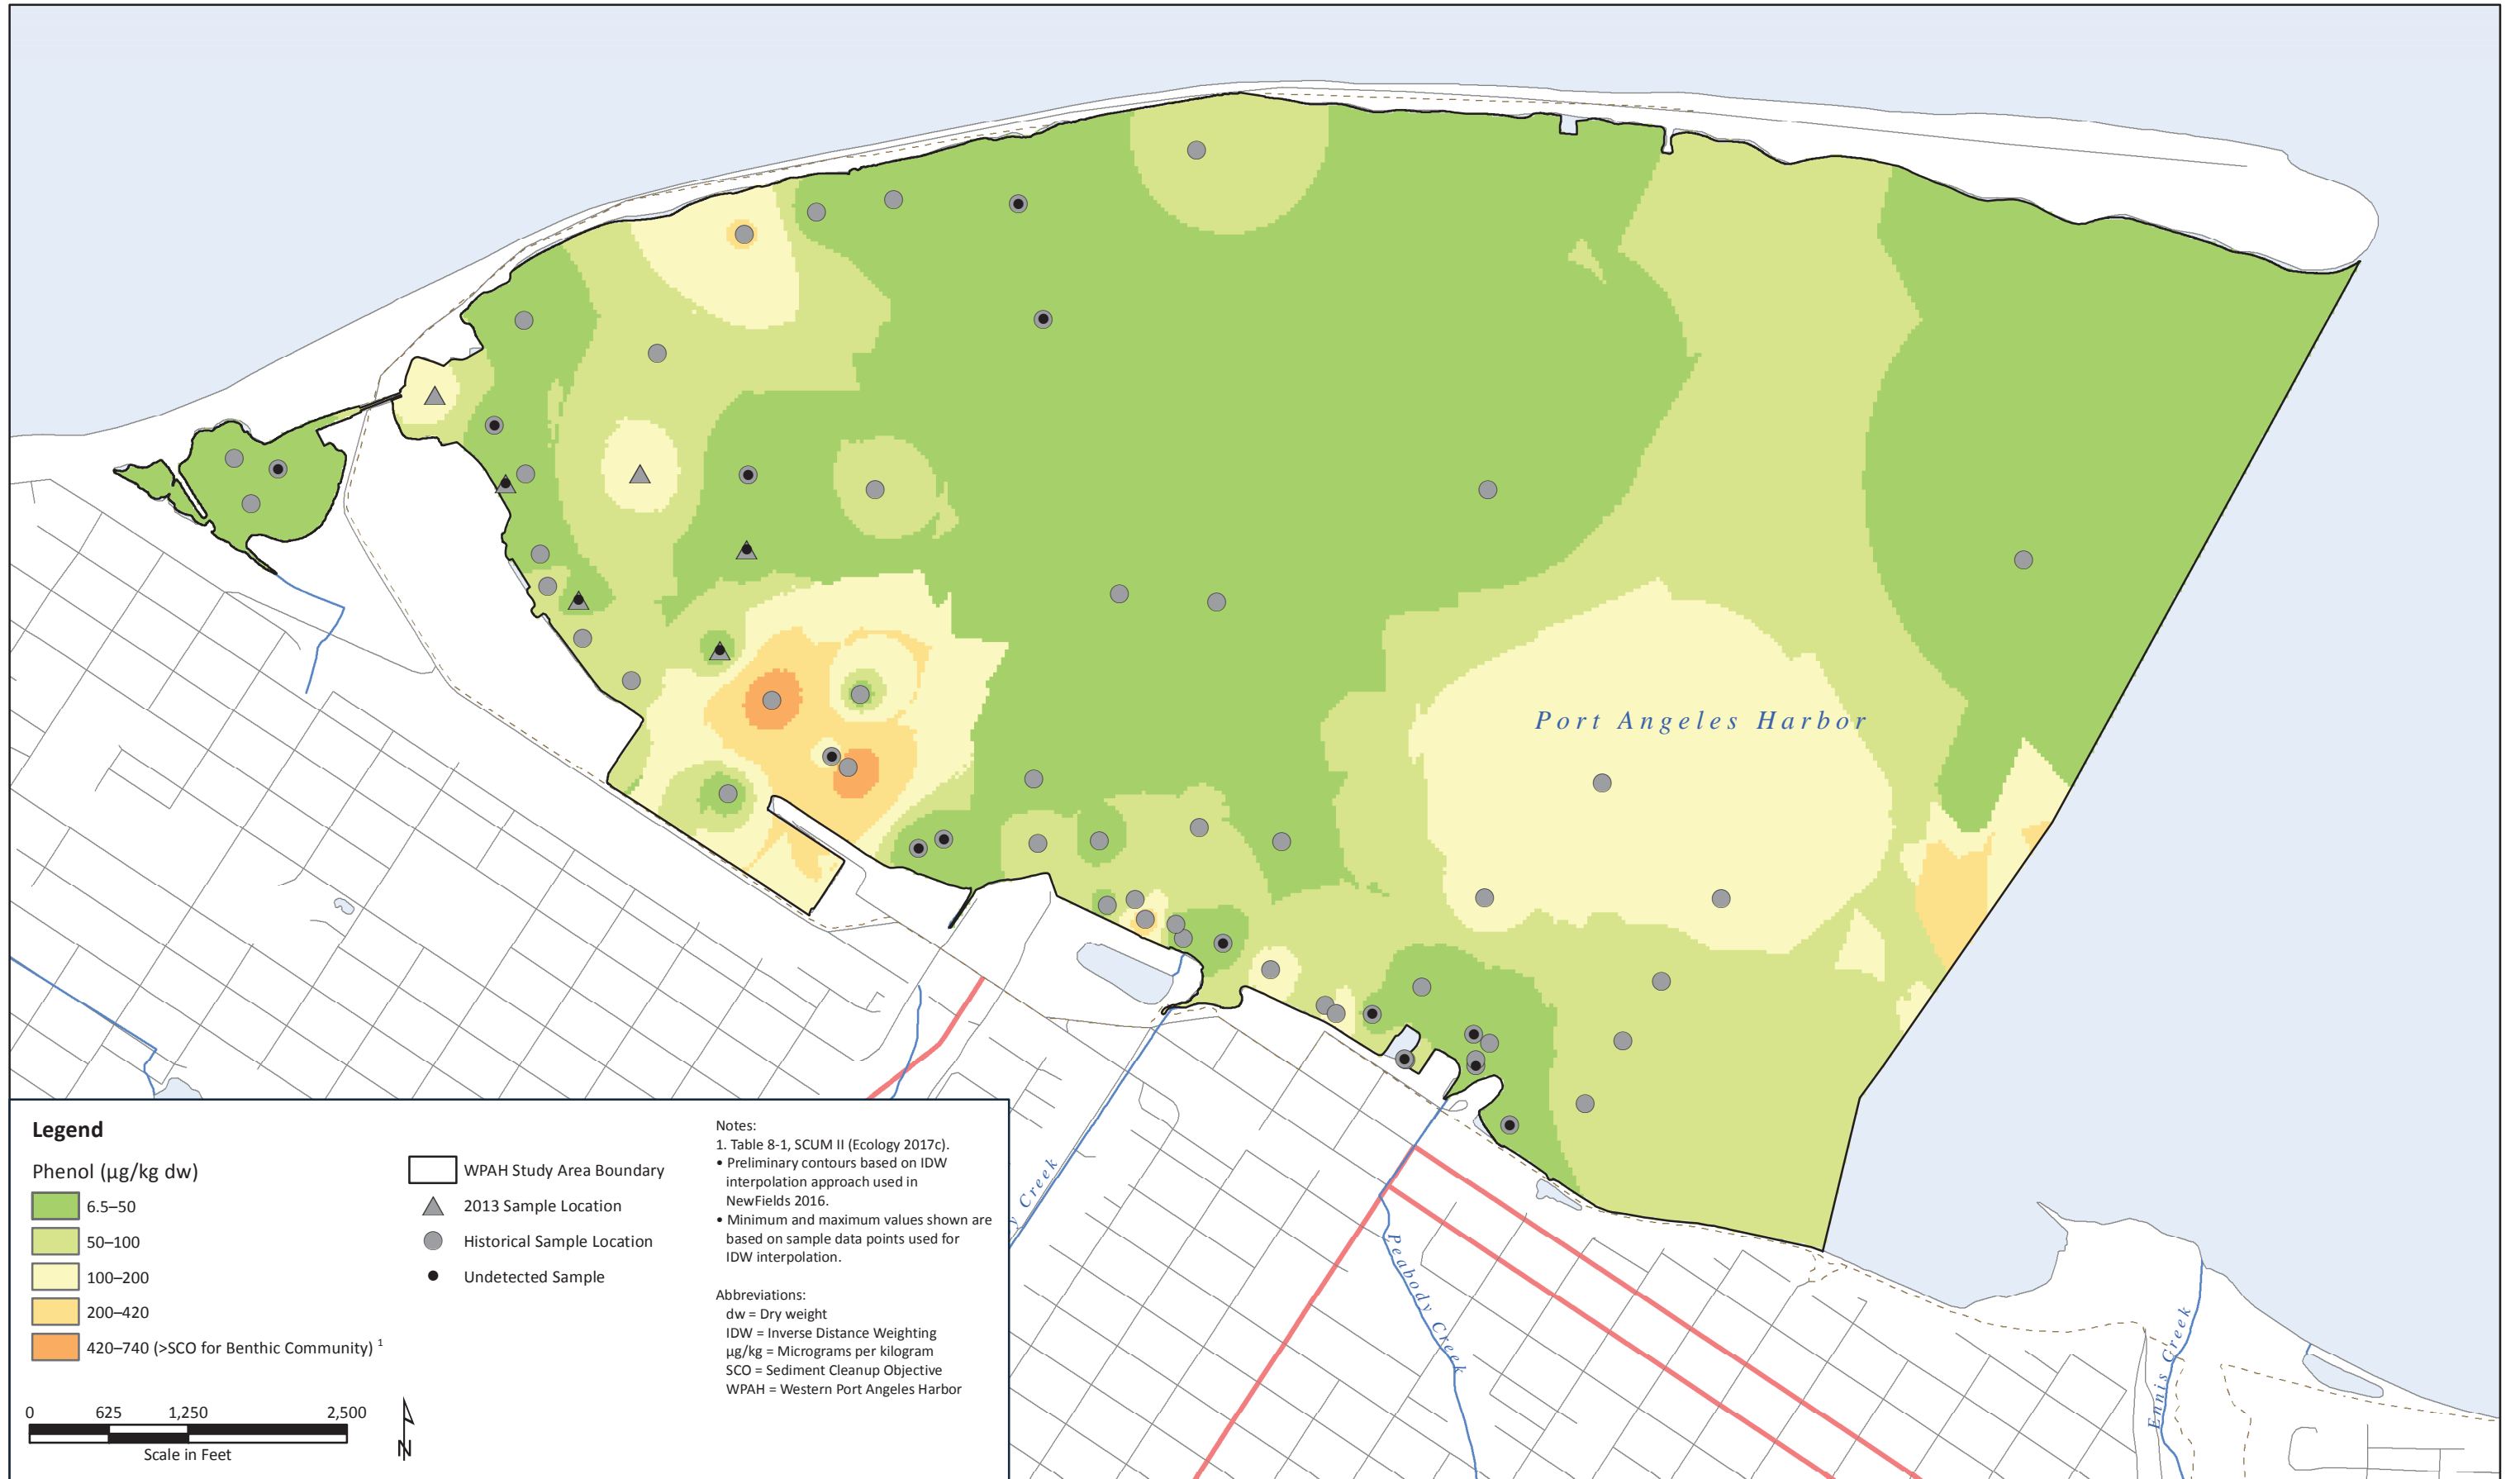 Port Angeles Harbor
Creek
Peabody Creek
Ennis Creek
Legend
Phenol (µg/kg dw)
6.5–50
50–100
100–200
200–420
420–740 (>SCO for Benthic Community) 1
0 625 1,250 2,500
Scale in Feet
N
WPAH Study Area Boundary
2013 Sample Location
Historical Sample Location
Undetected Sample
Notes:
1. Table 8-1, SCUM II (Ecology 2017c).
• Preliminary contours based on IDW
interpolation approach used in
NewFields 2016.
• Minimum and maximum values shown are
based on sample data points used for
IDW interpolation.
Abbreviations:
dw = Dry weight
IDW = Inverse Distance Weighting
µg/kg = Micrograms per kilogram
SCO = Sediment Cleanup Objective
WPAH = Western Port Angeles Harbor